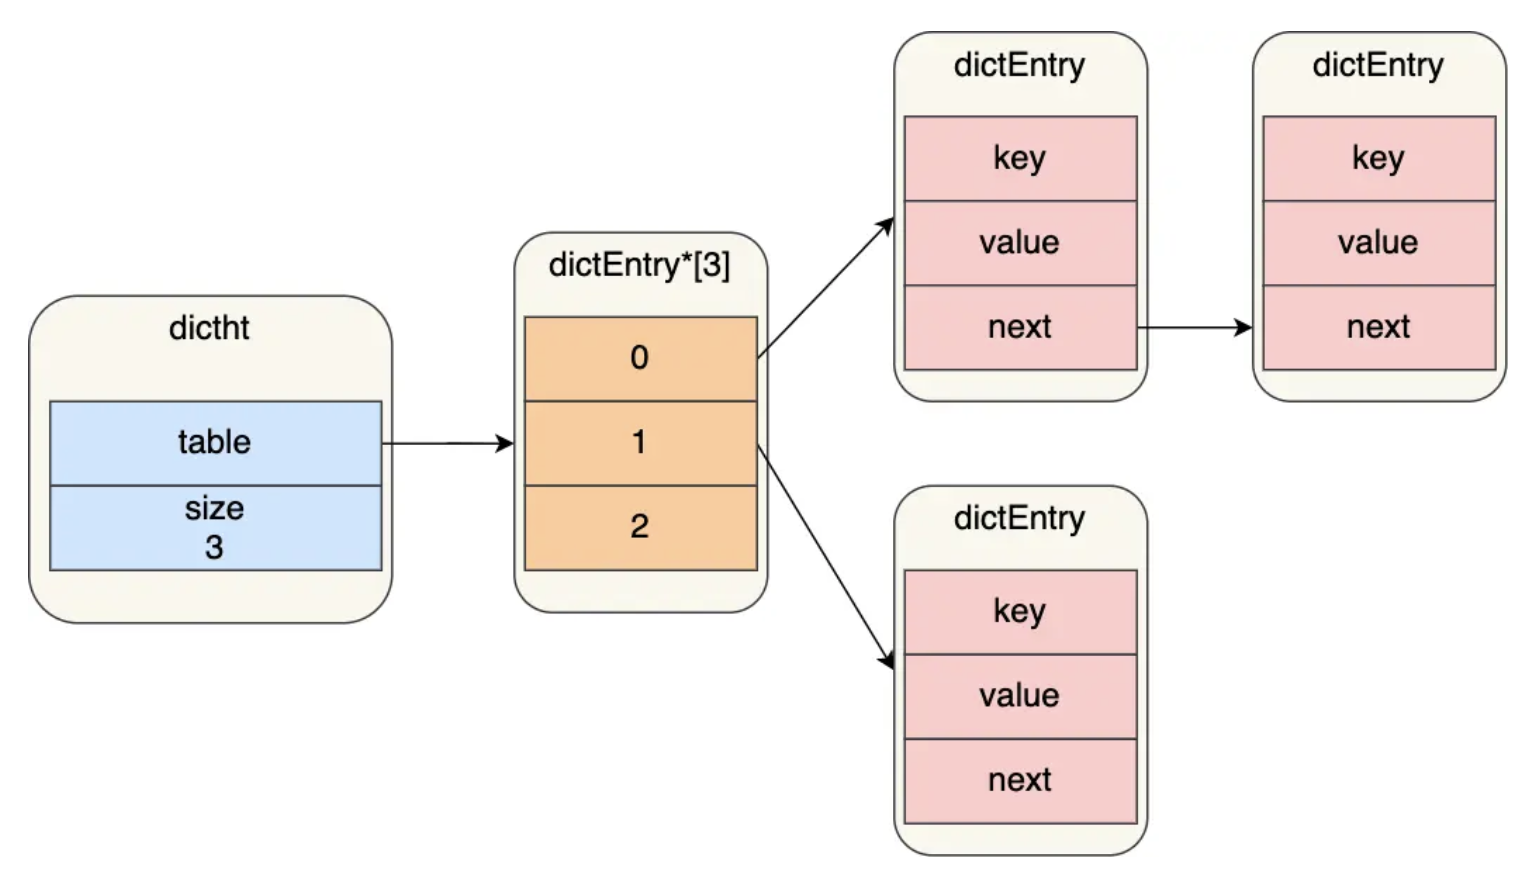 dictht
table
size
3
dictEntry*[3]
0
1
2
dictEntry
key
value
next
dictEntry
key
value
next
dictEntry
key
value
next